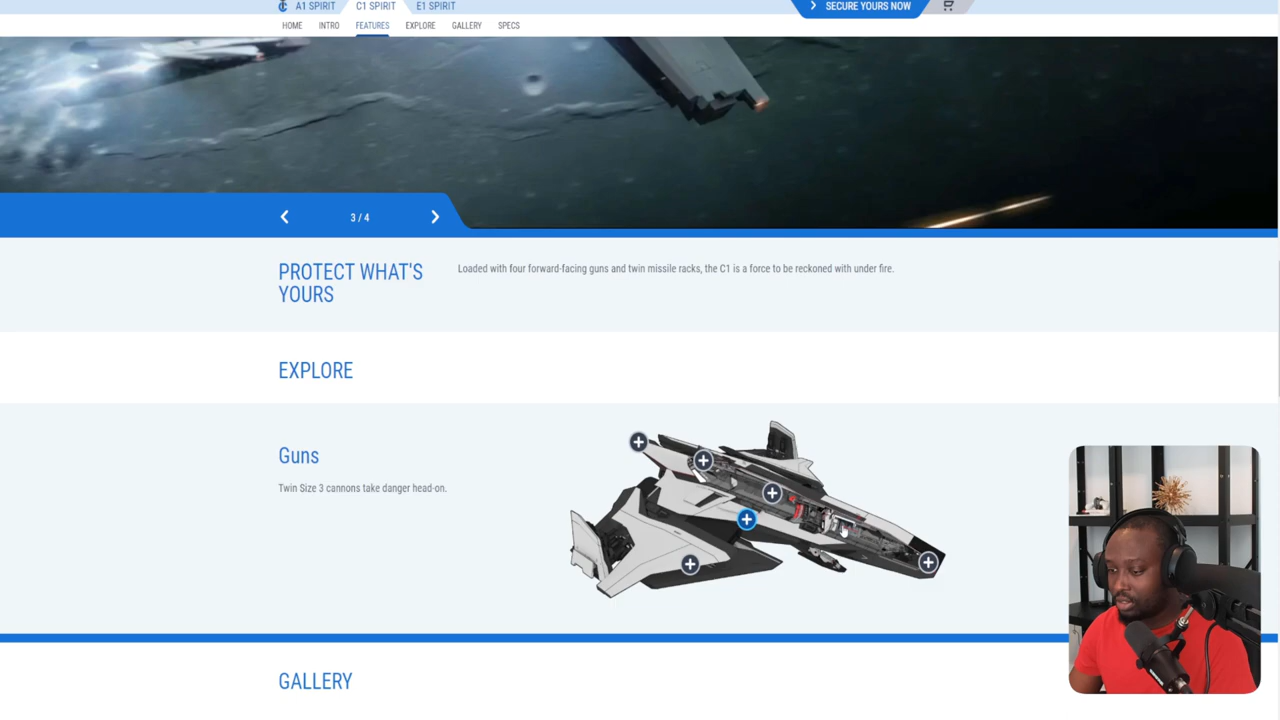 A1 SPIRIT C1 SPIRIT E1 SPIRIT SECURE YOURS NOW
HOME INTRO FEATURES EXPLORE GALLERY SPECS
3 / 4
PROTECT WHAT'S
YOURS
Loaded with four forward-facing guns and twin missile racks, the C1 is a force to be reckoned with under fire.
EXPLORE
Guns
Twin Size 3 cannons take danger head-on.
GALLERY